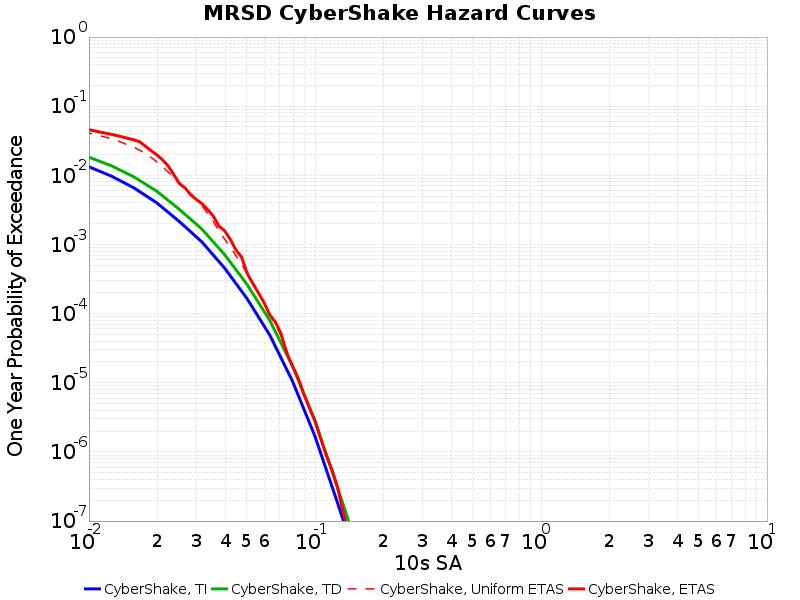 MRSD CyberShake Hazard Curves
One Year Probability of Exceedance
10^0
10^-1
10^-2
10^-3
10^-4
10^-5
10^-6
10^-7
10^-2 2 3 4 5 6 10^-1 2 3 4 5 6 7 10^0 2 3 4 5 6 7 10^1
10s SA
CyberShake, TI CyberShake, TD CyberShake, Uniform ETAS CyberShake, ETAS